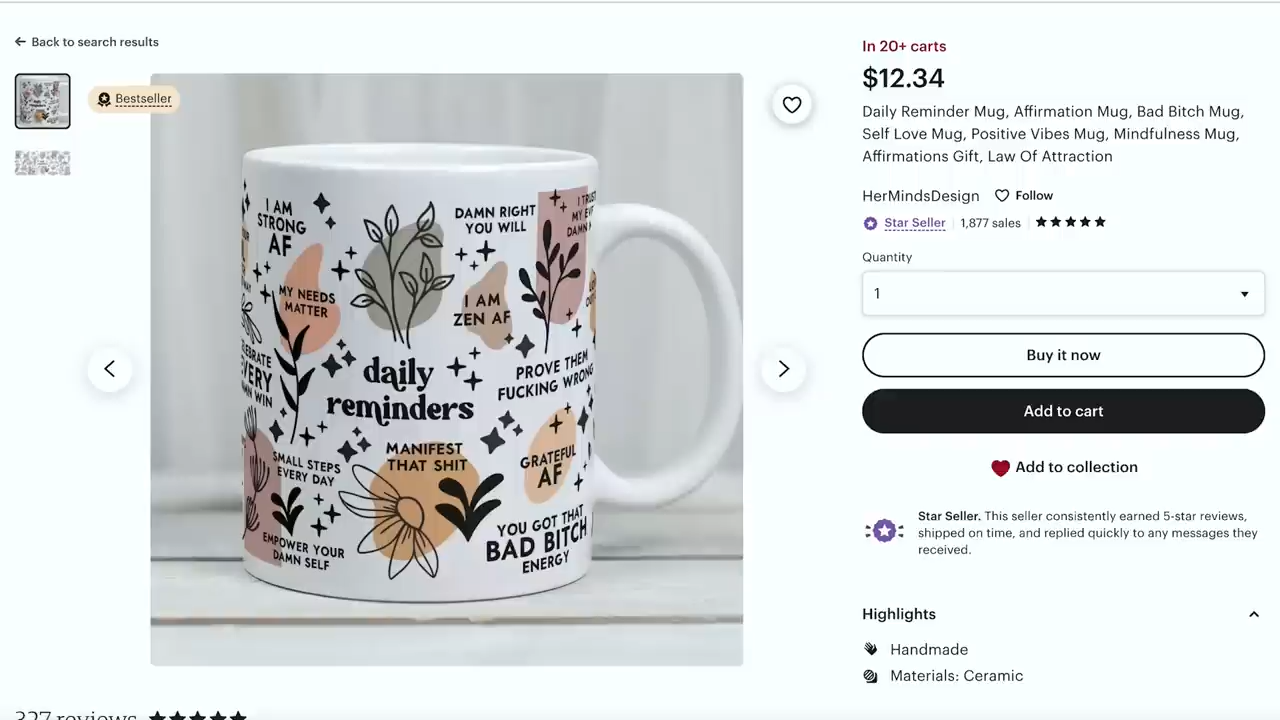 Back to search results
Bestseller
I AM
STRONG
AF
DAMN RIGHT
YOU WILL
MY NEEDS
MATTER
I AM
ZEN AF
daily
reminders
PROVE THEM
FUCKING WRONG
SMALL STEPS
EVERY DAY
MANIFEST
THAT SHIT
GRATEFUL
AF
EMPOWER YOUR
DAMN SELF
YOU GOT THAT
BAD BITCH
ENERGY
In 20+ carts
$12.34
Daily Reminder Mug, Affirmation Mug, Bad Bitch Mug,
Self Love Mug, Positive Vibes Mug, Mindfulness Mug,
Affirmations Gift, Law Of Attraction
HerMindsDesign Follow
Star Seller 1,877 sales
Quantity
1
Buy it now
Add to cart
Add to collection
Star Seller. This seller consistently earned 5-star reviews,
shipped on time, and replied quickly to any messages they
received.
Highlights
Handmade
Materials: Ceramic
327 reviews